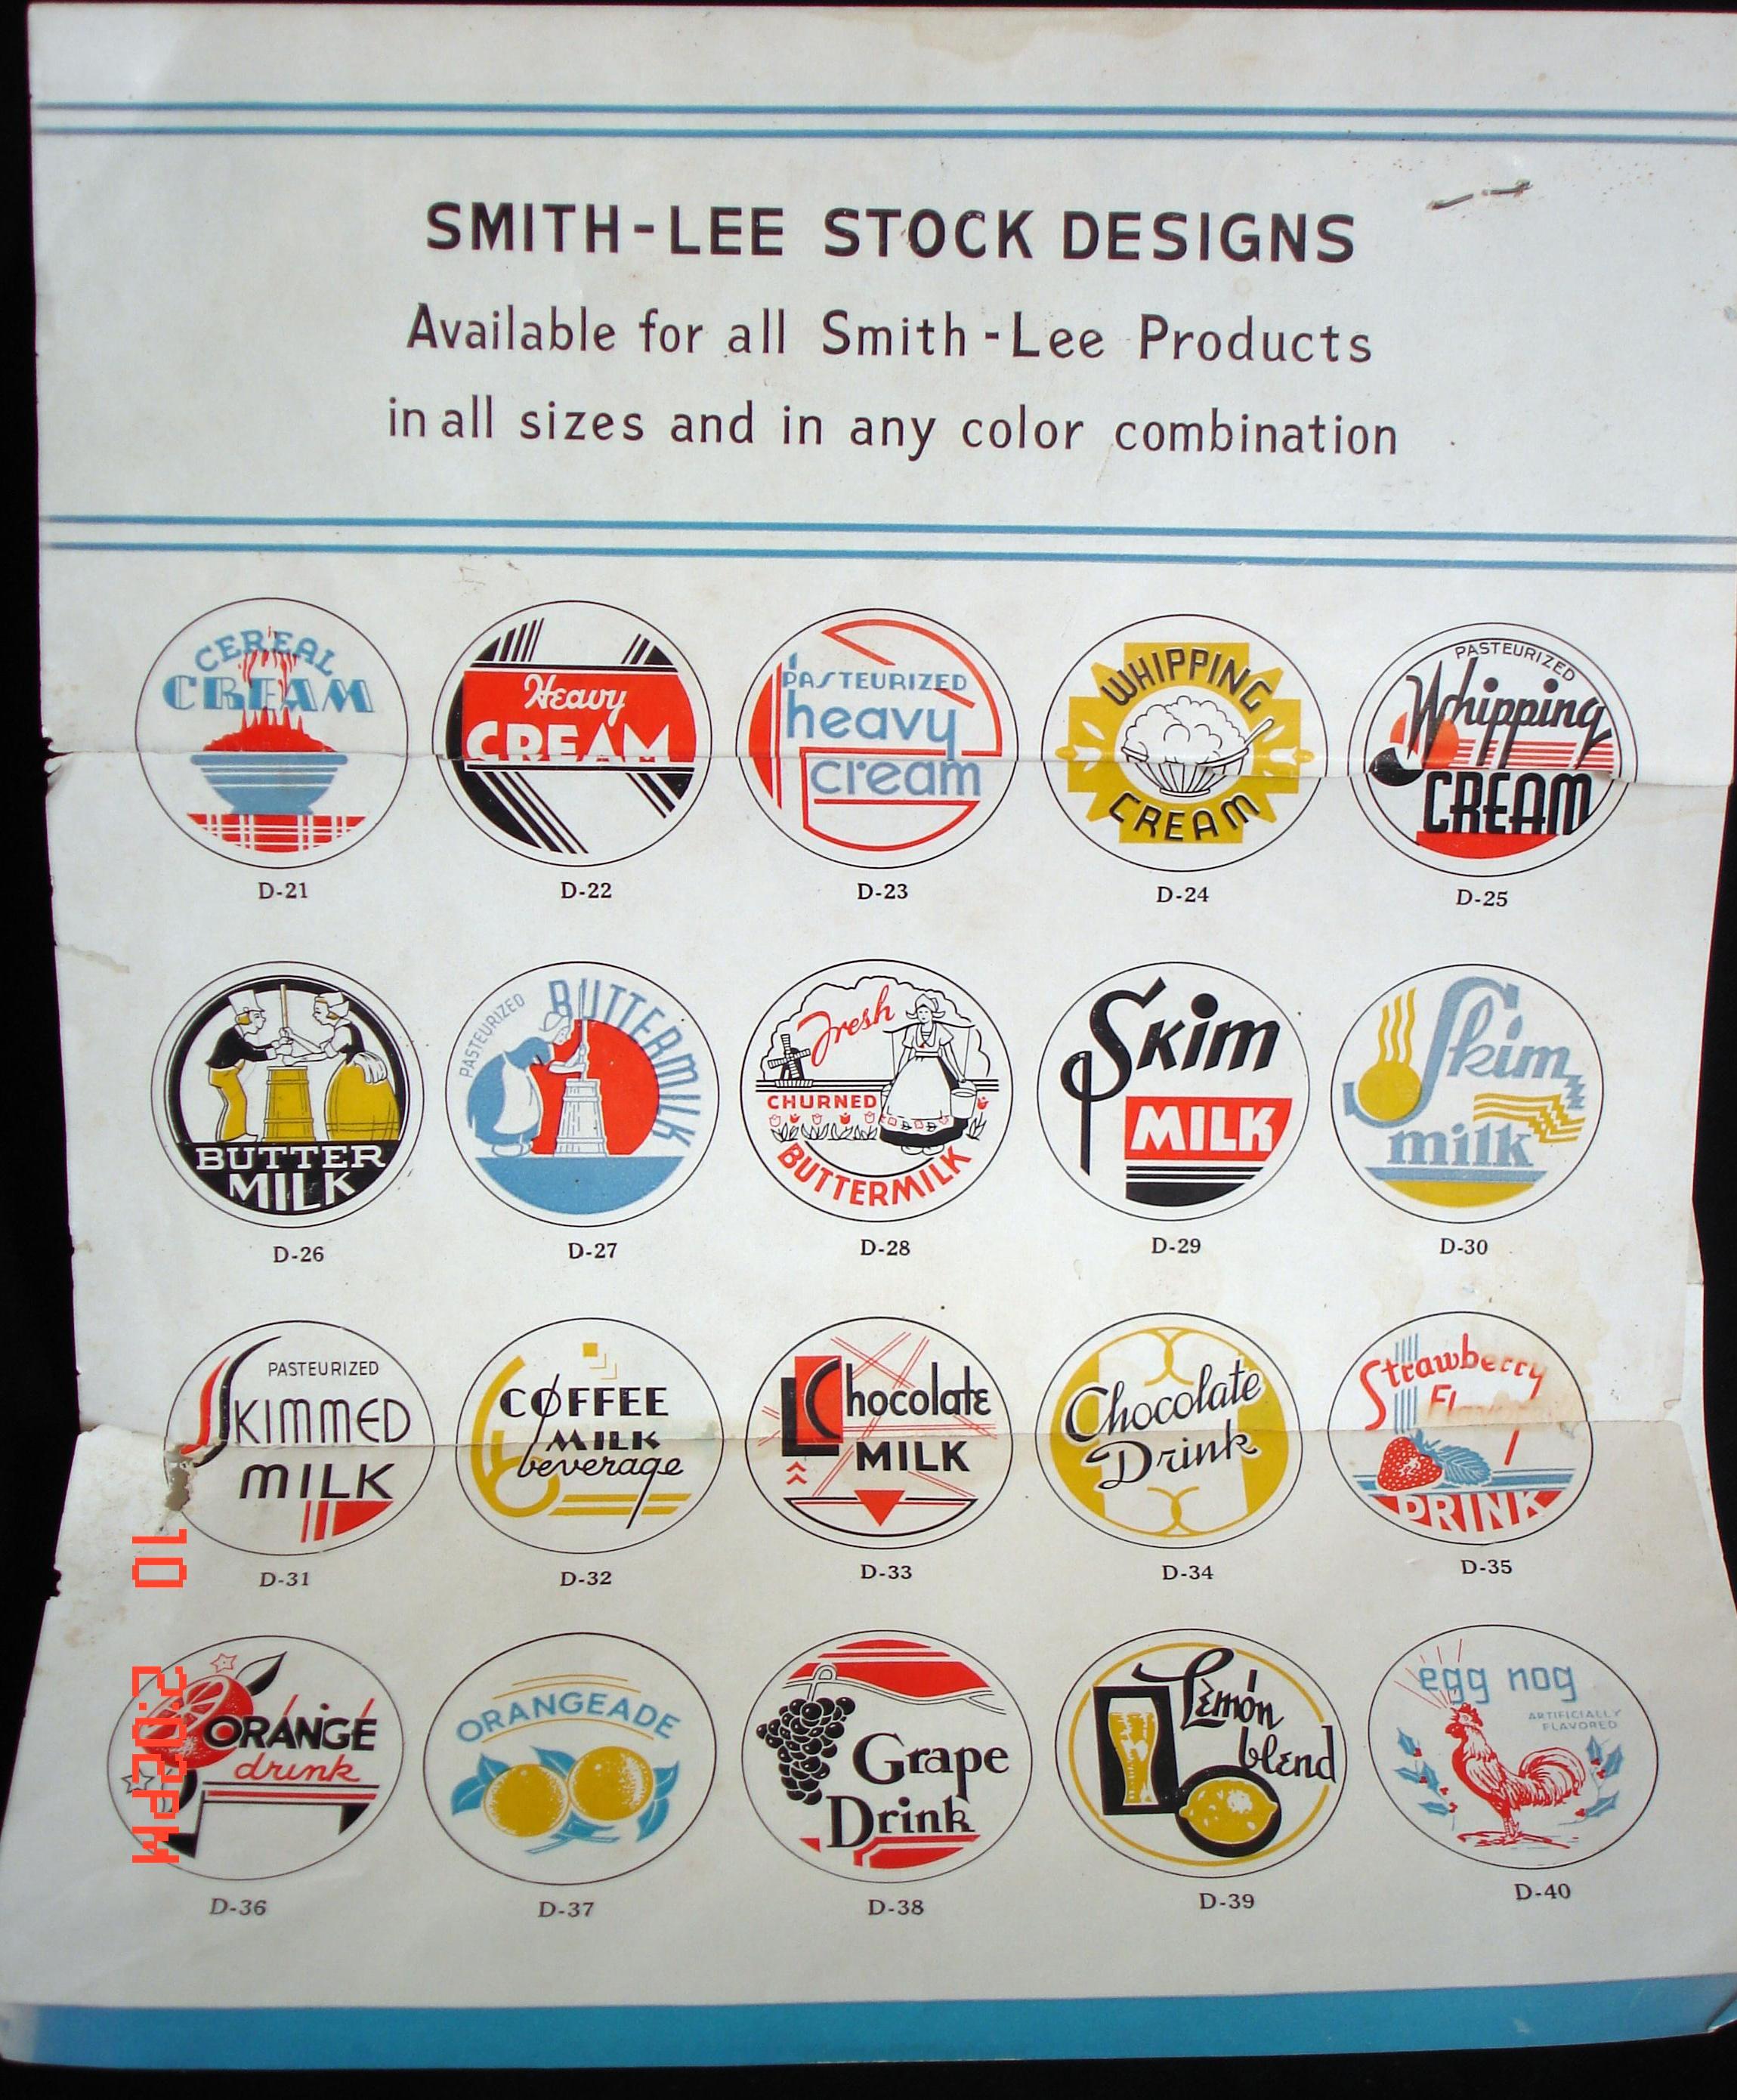 SMITH-LEE STOCK DESIGNS
Available for all Smith-Lee Products
in all sizes and in any color combination
CEREAL
CREAM
D-21
Heavy
CREAM
D-22
PASTEURIZED
heavy
cream
D-23
WHIPPING
CREAM
D-24
PASTEURIZED
Whipping
CREAM
D-25
BUTTER
MILK
D-26
PASTEURIZED
BUTTERMILK
D-27
Fresh
CHURNED
BUTTERMILK
D-28
Skim
MILK
D-29
Skim
milk
D-30
PASTEURIZED
SKIMMED
MILK
D-31
COFFEE
MILK
beverage
D-32
Chocolate
MILK
D-33
Chocolate
Drink
D-34
Strawberry
DRINK
D-35
ORANGE
drink
D-36
ORANGEADE
D-37
Grape
Drink
D-38
Lemon
blend
D-39
egg nog
ARTIFICIALLY
FLAVORED
D-40
10 2:02PM